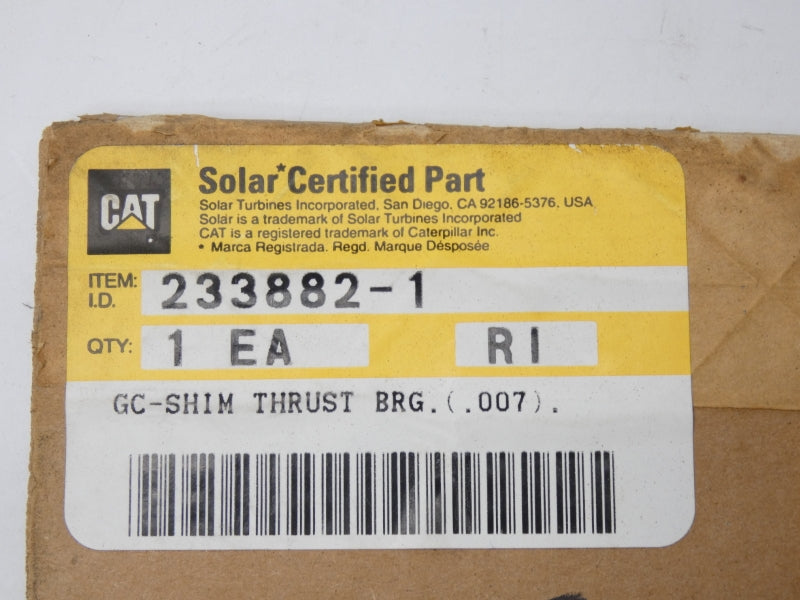 CAT
Solar* Certified Part
Solar Turbines Incorporated, San Diego, CA 92186-5376, USA
Solar is a trademark of Solar Turbines Incorporated
CAT is a registered trademark of Caterpillar Inc.
* Marca Registrada. Regd. Marque Désposée
ITEM: I.D. 233882-1
QTY: 1 EA RI
GC-SHIM THRUST BRG.(.007).